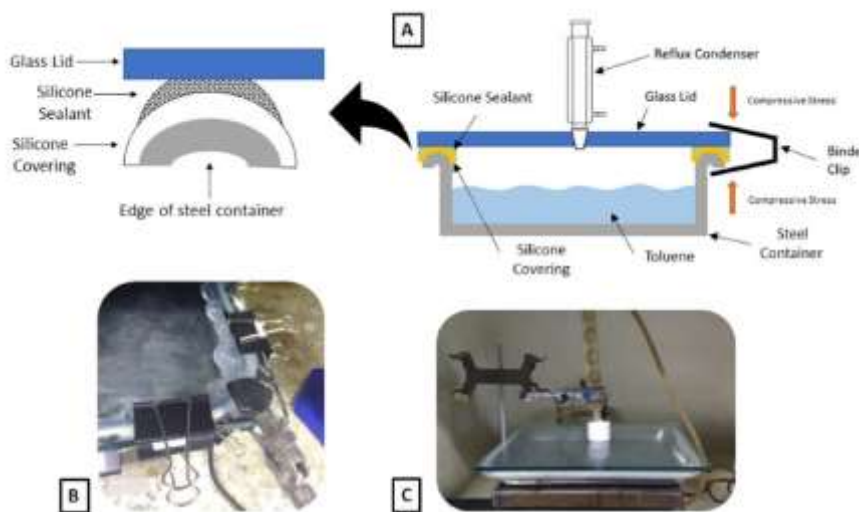 A
Glass Lid
Silicone
Sealant
Silicone
Covering
Edge of steel container
Reflux Condenser
Silicone Sealant
Glass Lid
Compressive Stress
Binde
Clip
Compressive Stress
Steel
Container
Toluene
Silicone
Covering
B
C